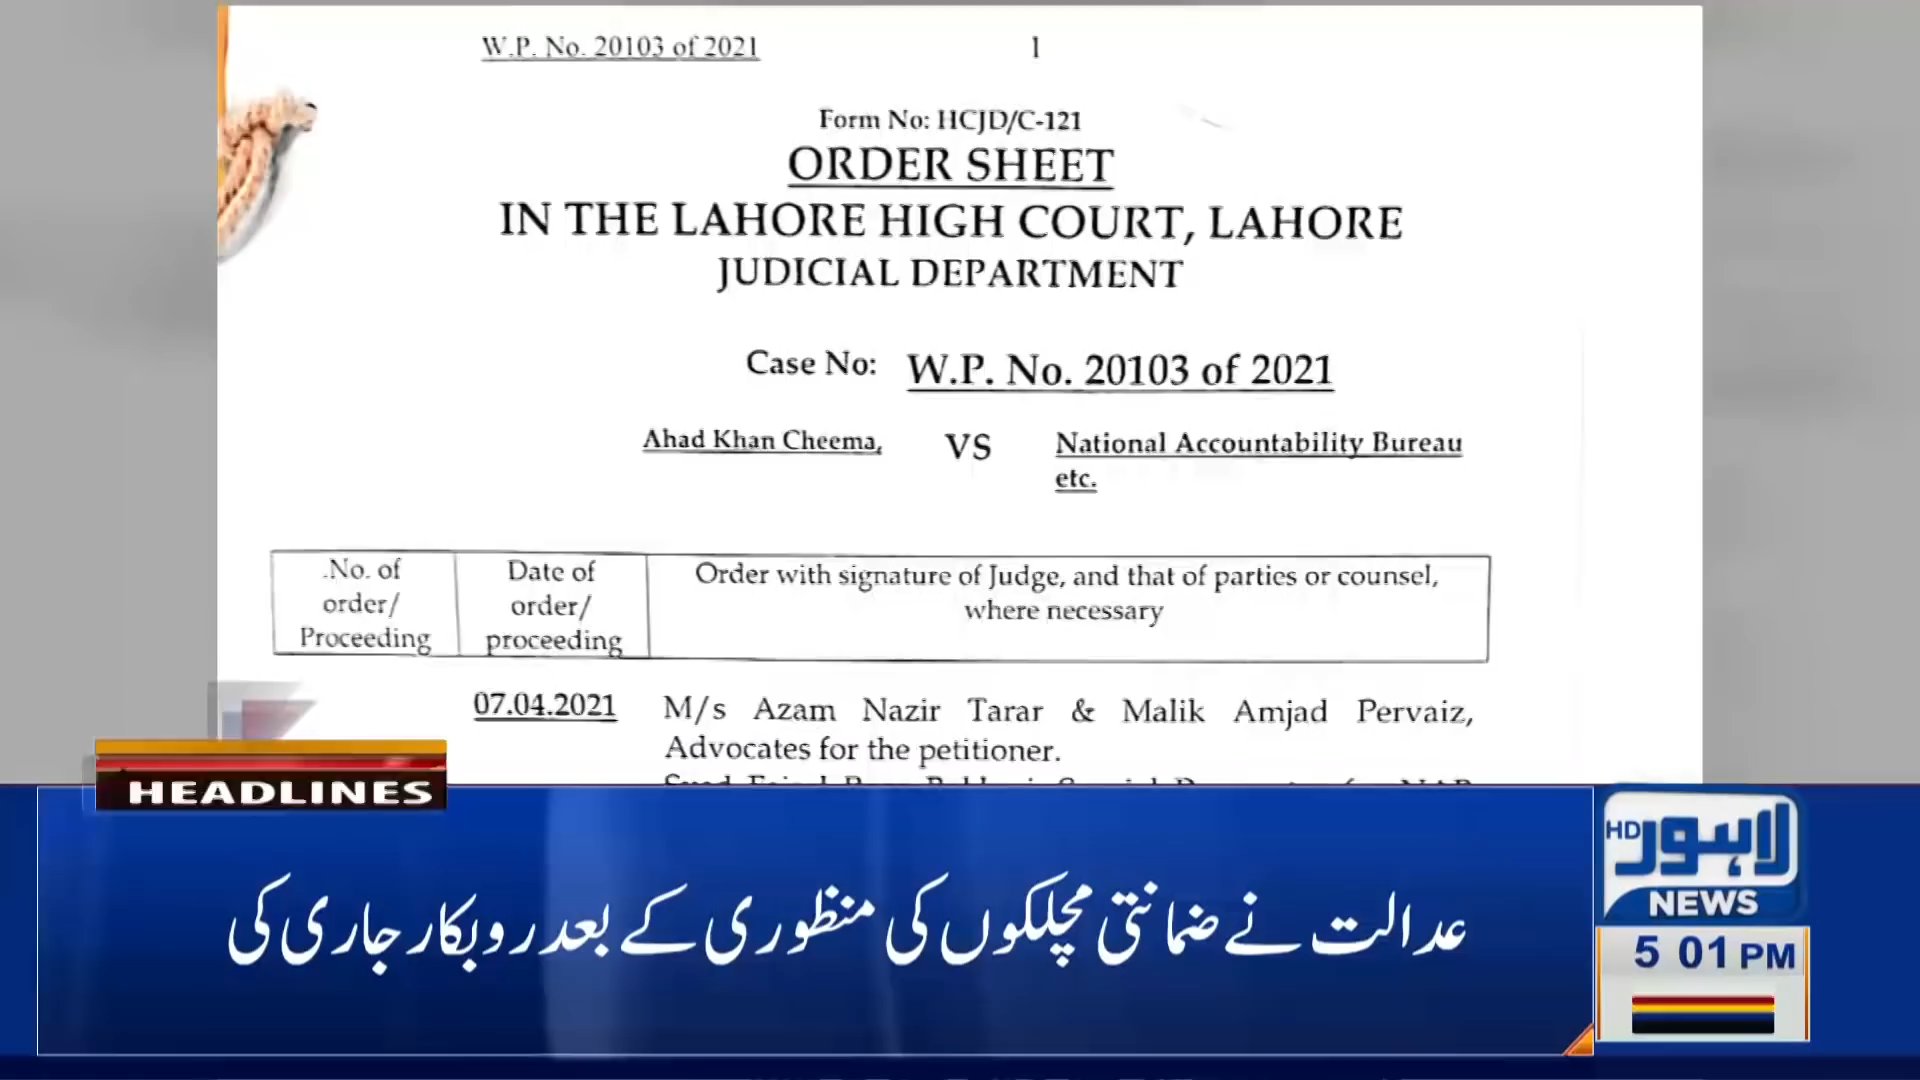 W.P. No. 20103 of 2021 1
Form No: HCJD/C-121
ORDER SHEET
IN THE LAHORE HIGH COURT, LAHORE
JUDICIAL DEPARTMENT
Case No: W.P. No. 20103 of 2021
Ahad Khan Cheema, VS National Accountability Bureau
etc.
.No. of order/ Proceeding
Date of order/ proceeding
Order with signature of Judge, and that of parties or counsel,
where necessary
07.04.2021 M/s Azam Nazir Tarar & Malik Amjad Pervaiz,
Advocates for the petitioner.
HEADLINES
عدالت نے ضمانتی مچلکوں کی منظوری کے بعد روبکار جاری کی
HD لاہور
NEWS
5 01 PM